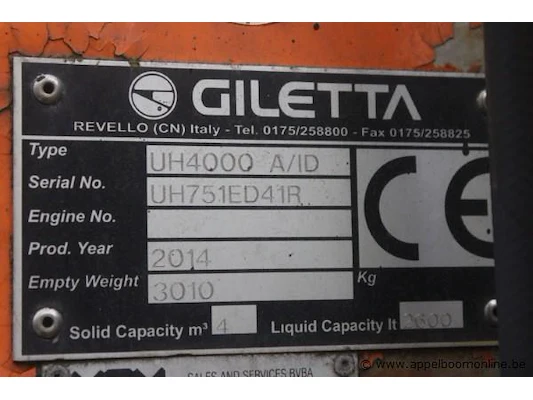 GILETTA
REVELLO (CN) Italy - Tel. 0175/258800 - Fax 0175/258825
Type UH4000 A/ID
Serial No. UH751ED41R
Engine No.
Prod. Year 2014
Empty Weight 3010 Kg
CE
Solid Capacity m³ 4 Liquid Capacity lt 2600
SALES AND SERVICES BVBA
© www.appelboomonline.be